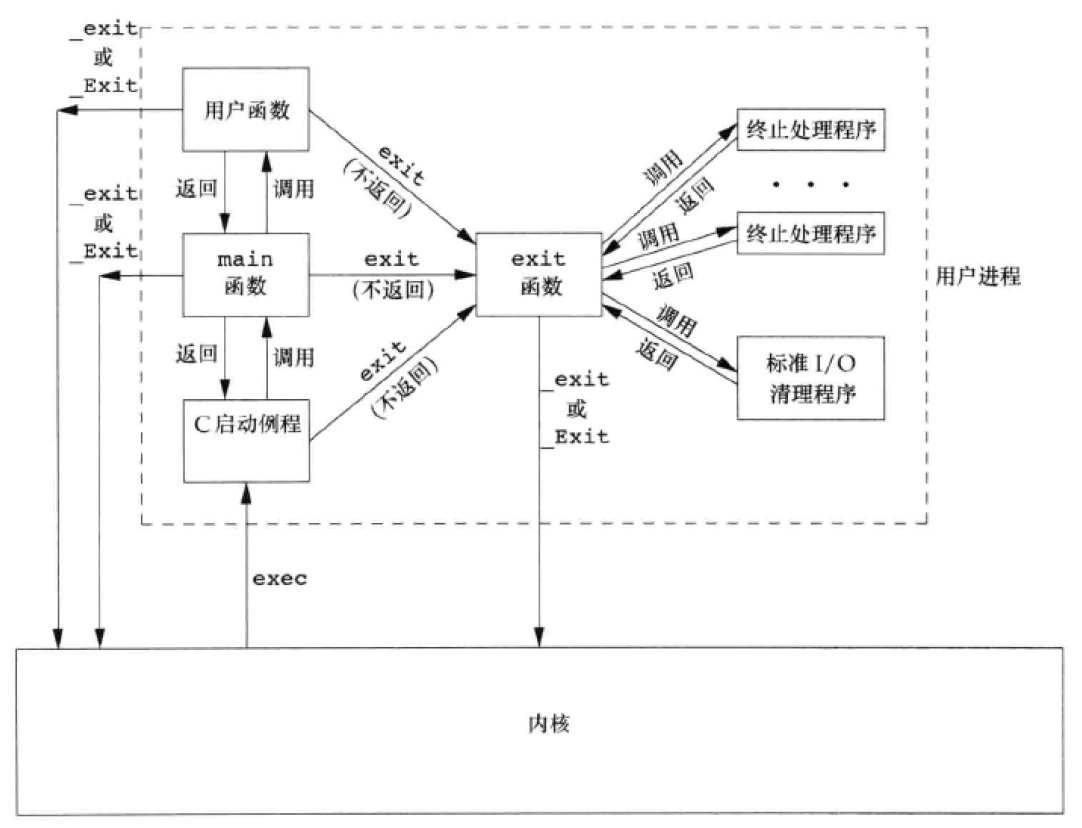 _exit
或
_Exit
用户函数
终止处理程序
exit
(不返回)
调用
返回
返回
调用
· · ·
_exit
或
_Exit
终止处理程序
调用
返回
main
函数
exit
(不返回)
exit
函数
用户进程
调用
返回
返回
调用
exit
(不返回)
标准 I/O
清理程序
_exit
或
_Exit
C启动例程
exec
内核